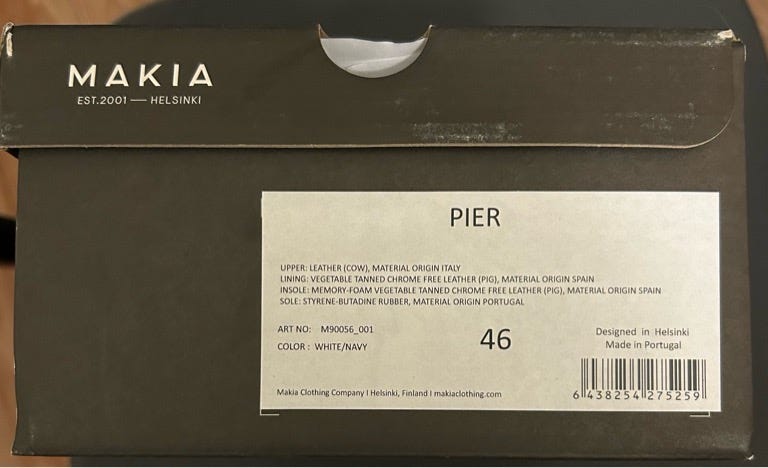 MAKIA
EST.2001 — HELSINKI
PIER
UPPER: LEATHER (COW), MATERIAL ORIGIN ITALY
LINING: VEGETABLE TANNED CHROME FREE LEATHER (PIG), MATERIAL ORIGIN SPAIN
INSOLE: MEMORY-FOAM VEGETABLE TANNED CHROME FREE LEATHER (PIG), MATERIAL ORIGIN SPAIN
SOLE: STYRENE-BUTADINE RUBBER, MATERIAL ORIGIN PORTUGAL
ART NO: M90056_001
COLOR : WHITE/NAVY
46
Designed in Helsinki
Made in Portugal
6 438254 275259
Makia Clothing Company I Helsinki, Finland I makiaclothing.com